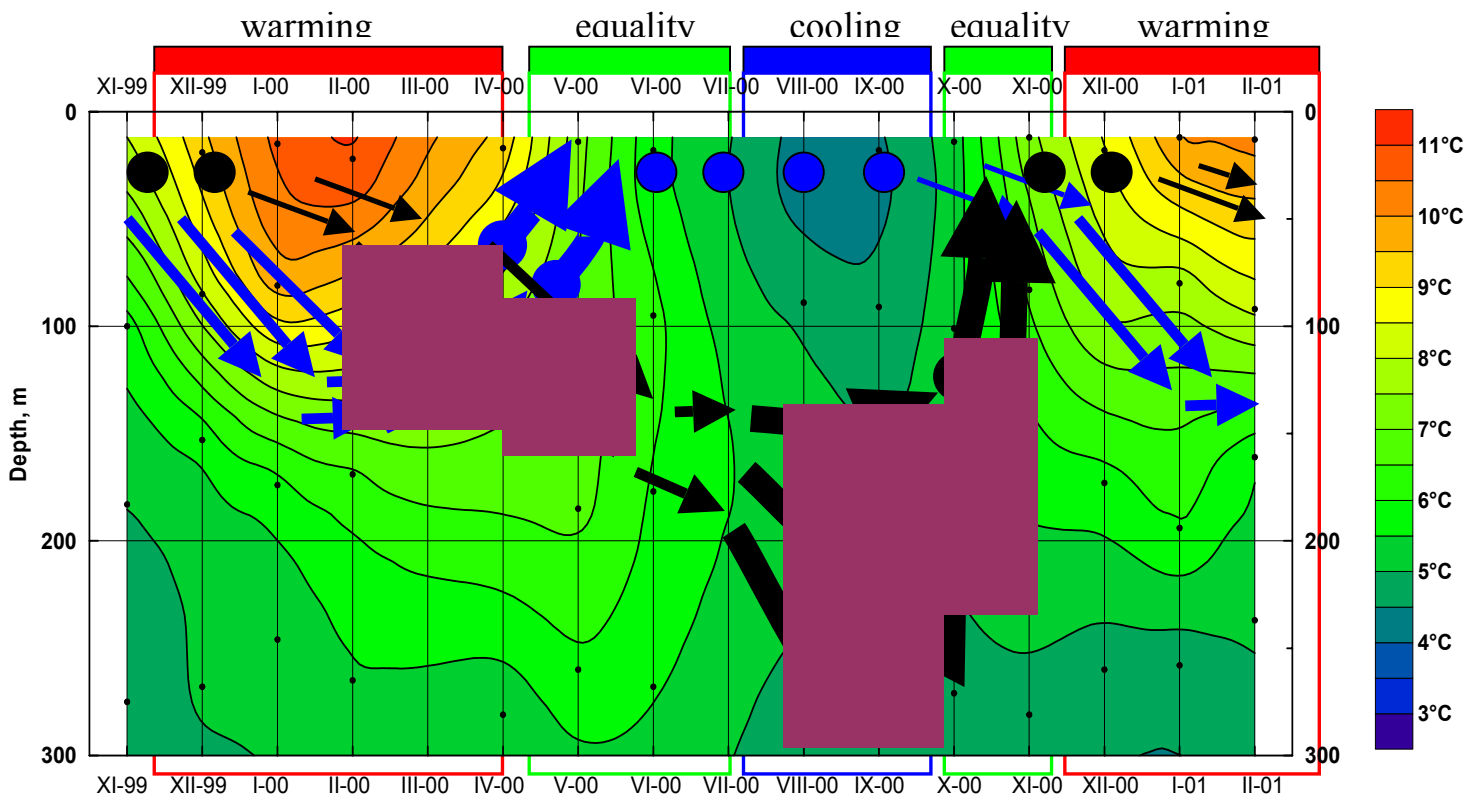 warming equality cooling equality warming
XI-99 XII-99 I-00 II-00 III-00 IV-00 V-00 VI-00 VII-00 VIII-00 IX-00 X-00 XI-00 XII-00 I-01 II-01
0 0
11°C
10°C
9°C
100 100
8°C
Depth, m
7°C
6°C
200 200
5°C
4°C
3°C
300 300
XI-99 XII-99 I-00 II-00 III-00 IV-00 V-00 VI-00 VII-00 VIII-00 IX-00 X-00 XI-00 XII-00 I-01 II-01